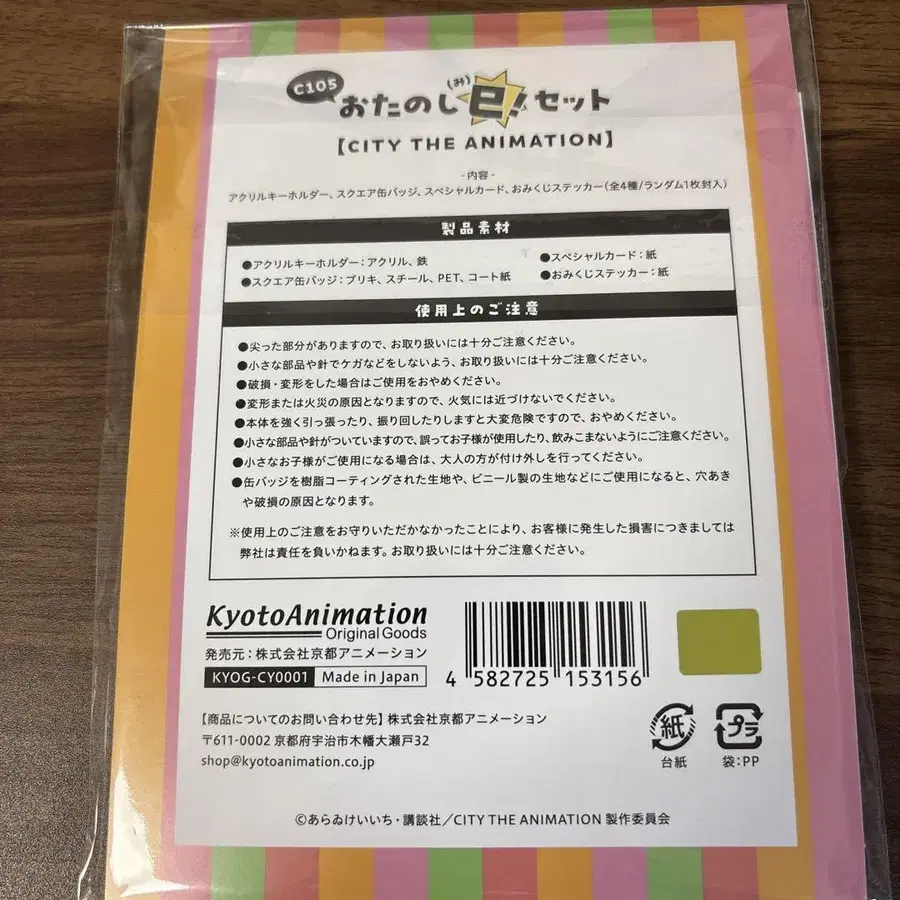 C105
おたのし巳!セット
(み)
【CITY THE ANIMATION】
- 内容 -
アクリルキーホルダー、スクエア缶バッジ、スペシャルカード、おみくじステッカー(全4種/ランダム1枚封入)
製品素材
●アクリルキーホルダー:アクリル、鉄
●スペシャルカード:紙
●スクエア缶バッジ:ブリキ、スチール、PET、コート紙
●おみくじステッカー:紙
使用上のご注意
●尖った部分がありますので、お取り扱いには十分ご注意ください。
●小さな部品や針でケガなどをしないよう、お取り扱いには十分ご注意ください。
●破損・変形をした場合はご使用をおやめください。
●変形または火災の原因となりますので、火気には近づけないでください。
●本体を強く引っ張ったり、振り回したりしますと大変危険ですので、おやめください。
●小さな部品や針がついていますので、誤ってお子様が使用したり、飲みこまないようにご注意ください。
●小さなお子様がご使用になる場合は、大人の方が付け外しを行ってください。
●缶バッジを樹脂コーティングされた生地や、ビニール製の生地などにご使用になると、穴あき
や破損の原因となります。
※使用上のご注意をお守りいただかなかったことにより、お客様に発生した損害につきましては
弊社は責任を負いかねます。お取り扱いには十分ご注意ください。
KyotoAnimation
Original Goods
発売元:株式会社京都アニメーション
KYOG-CY0001 Made in Japan
4 582725 153156
【商品についてのお問い合わせ先】株式会社京都アニメーション
〒611-0002 京都府宇治市木幡大瀬戸32
shop@kyotoanimation.co.jp
紙
台紙
プラ
袋:PP
©あらゐけいいち・講談社/CITY THE ANIMATION 製作委員会